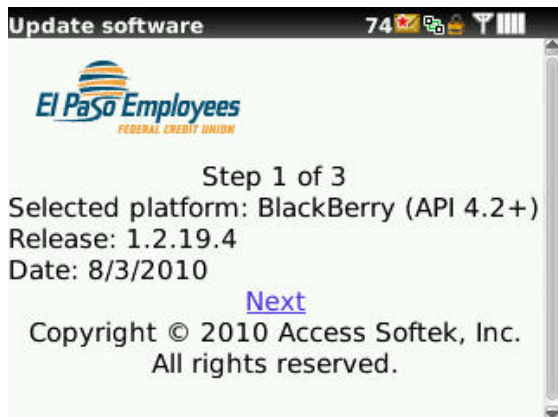 Update software 74
El Paso Employees
FEDERAL CREDIT UNION
Step 1 of 3
Selected platform: BlackBerry (API 4.2+)
Release: 1.2.19.4
Date: 8/3/2010
Next
Copyright © 2010 Access Softek, Inc.
All rights reserved.